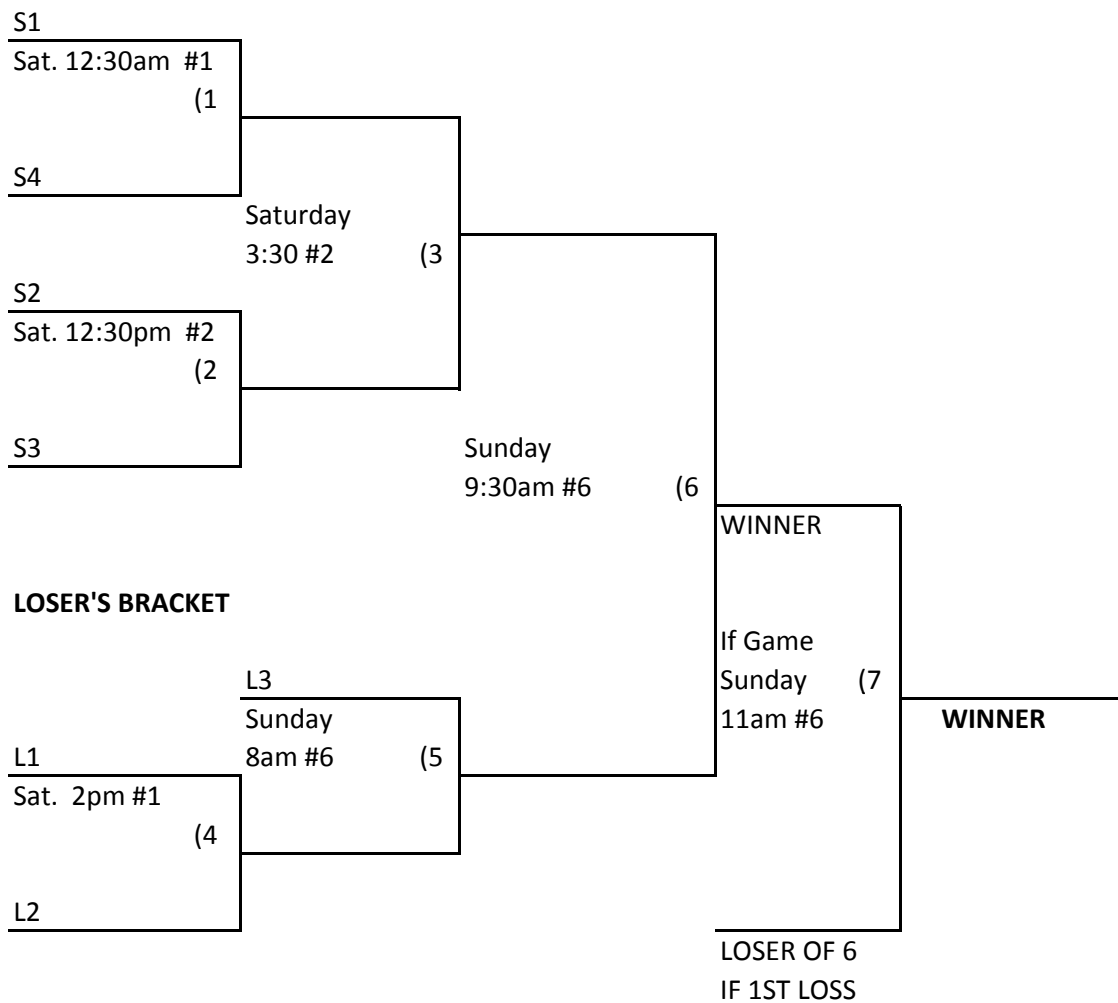 S1
Sat. 12:30am #1
(1
S4
Saturday
3:30 #2 (3
S2
Sat. 12:30pm #2
(2
S3
Sunday
9:30am #6 (6
WINNER
LOSER'S BRACKET
If Game
L3
Sunday (7
Sunday
11am #6
WINNER
8am #6 (5
L1
Sat. 2pm #1
(4
L2
LOSER OF 6
IF 1ST LOSS